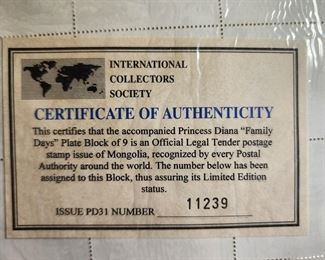 INTERNATIONAL
COLLECTORS
SOCIETY
CERTIFICATE OF AUTHENTICITY
This certifies that the accompanied Princess Diana "Family
Days" Plate Block of 9 is an Official Legal Tender postage
stamp issue of Mongolia, recognized by every Postal
Authority around the world. The number below has been
assigned to this Block, thus assuring its Limited Edition
status.
ISSUE PD31 NUMBER 11239